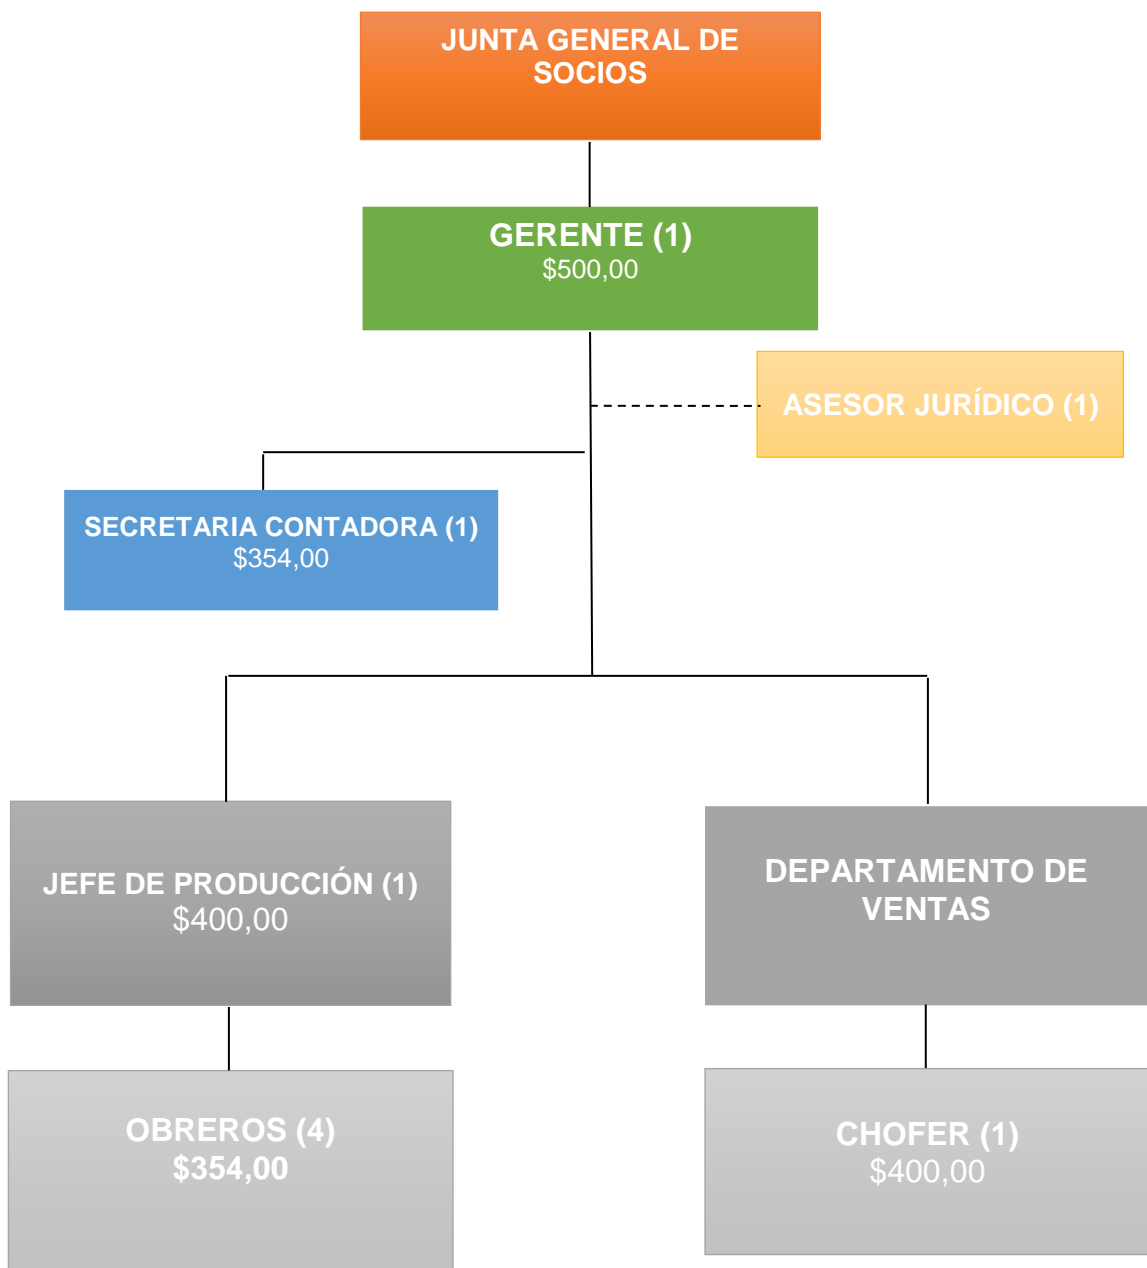 JUNTA GENERAL DE
SOCIOS
GERENTE (1)
$500,00
ASESOR JURÍDICO (1)
SECRETARIA CONTADORA (1)
$354,00
JEFE DE PRODUCCIÓN (1)
$400,00
DEPARTAMENTO DE
VENTAS
OBREROS (4)
$354,00
CHOFER (1)
$400,00